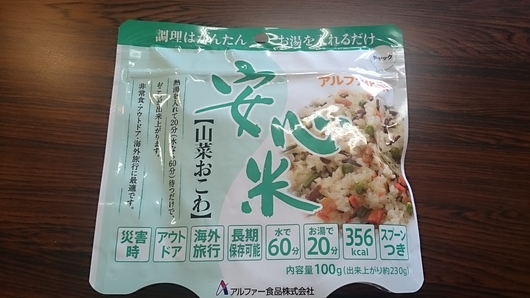 調理はかんたん お湯を入れるだけ
チャック
アルファー
安心米
【山菜おこわ】
熱湯を入れて20分(水なら60分)待つだけで、
おこわが出来上がります。
非常食・アウトドア・海外旅行に最適です。
災害時
アウトドア
海外旅行
長期保存可能
水で60分
お湯で20分
356kcal
スプーンつき
内容量100g(出来上がり約230g)
アルファー食品株式会社